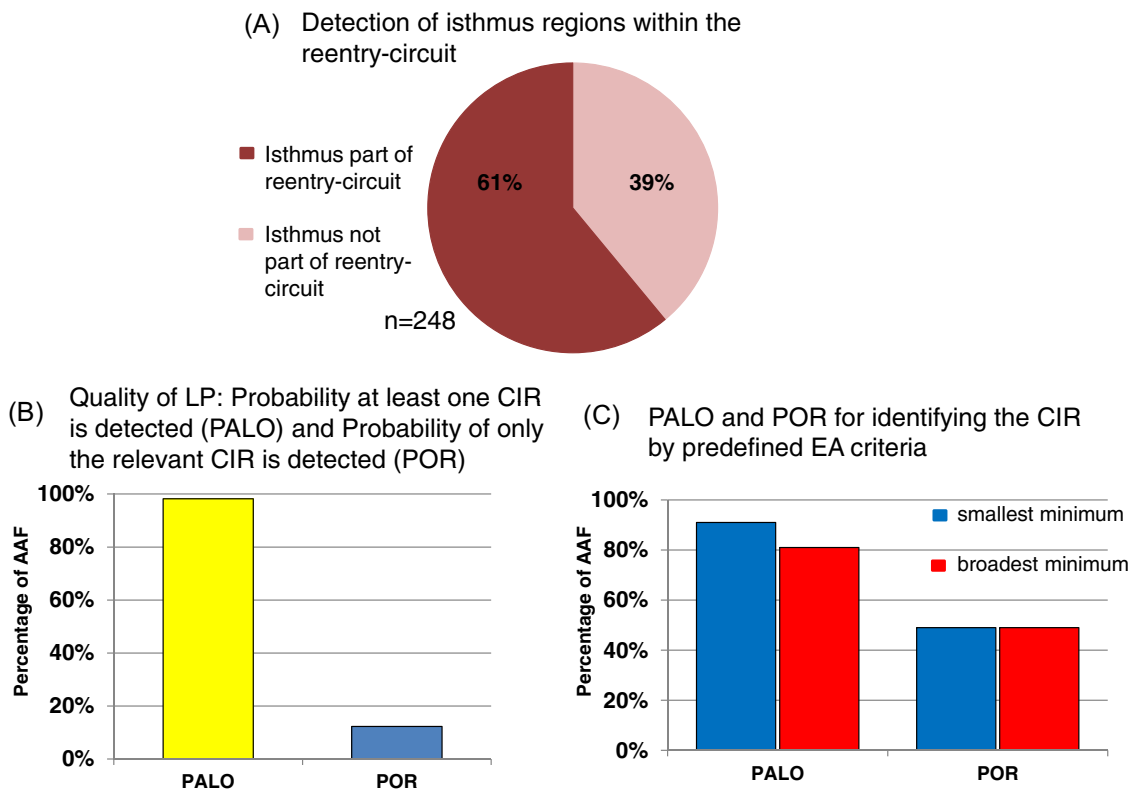 (A) Detection of isthmus regions within the
reentry-circuit
Isthmus part of
reentry-circuit
Isthmus not
part of reentry-
circuit
61%
39%
n=248
(B) Quality of LP: Probability at least one CIR
is detected (PALO) and Probability of only
the relevant CIR is detected (POR)
Percentage of AAF
100%
80%
60%
40%
20%
0%
PALO POR
(C) PALO and POR for identifying the CIR
by predefined EA criteria
Percentage of AAF
100%
80%
60%
40%
20%
0%
smallest minimum
broadest minimum
PALO POR